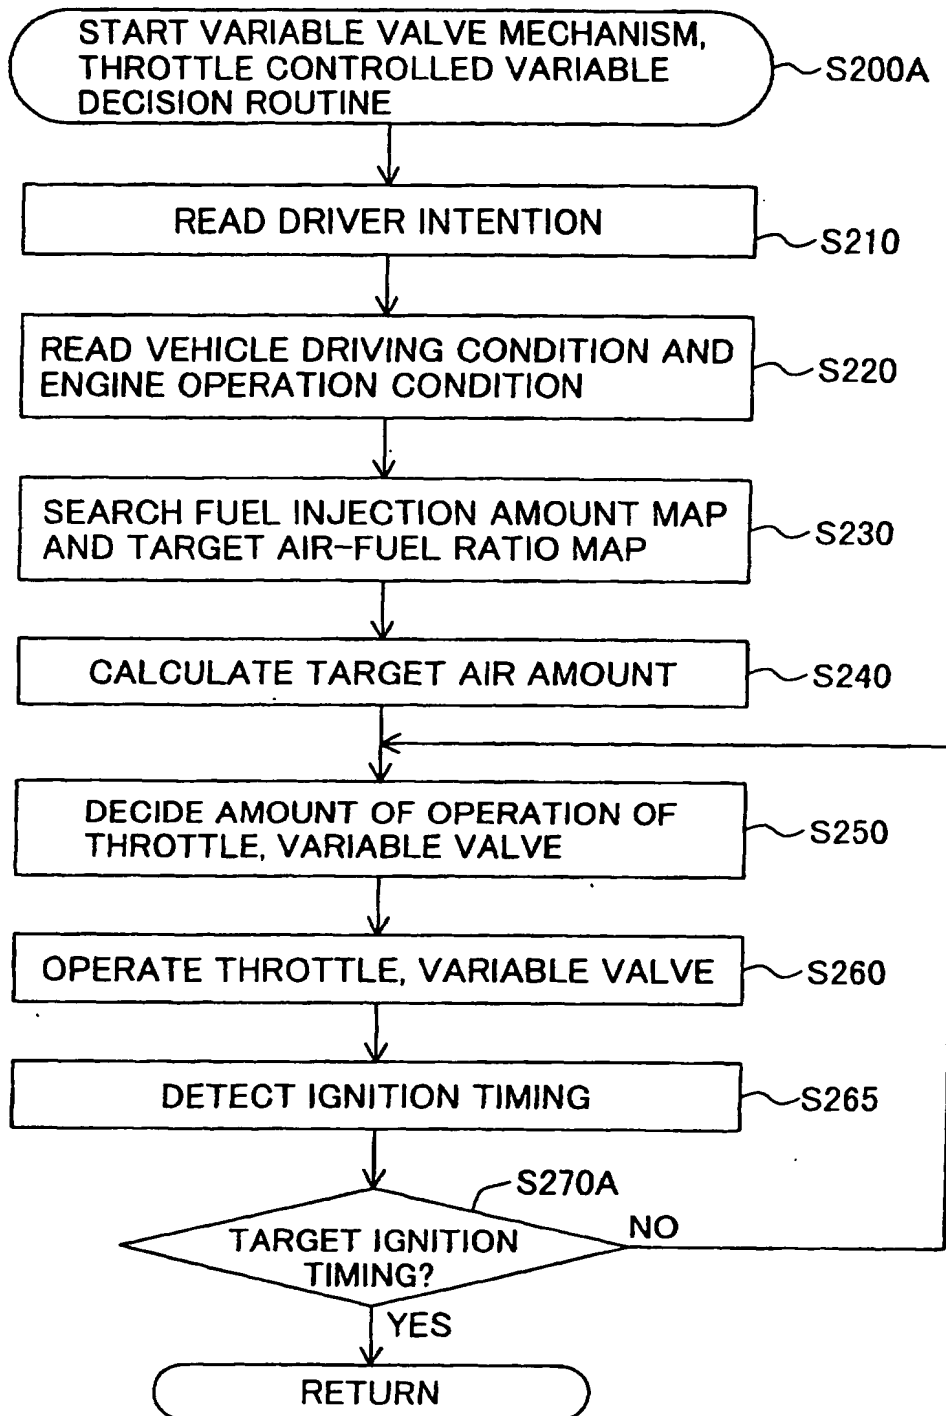 START VARIABLE VALVE MECHANISM,
THROTTLE CONTROLLED VARIABLE
DECISION ROUTINE
S200A
READ DRIVER INTENTION
S210
READ VEHICLE DRIVING CONDITION AND
ENGINE OPERATION CONDITION
S220
SEARCH FUEL INJECTION AMOUNT MAP
AND TARGET AIR-FUEL RATIO MAP
S230
CALCULATE TARGET AIR AMOUNT
S240
DECIDE AMOUNT OF OPERATION OF
THROTTLE, VARIABLE VALVE
S250
OPERATE THROTTLE, VARIABLE VALVE
S260
DETECT IGNITION TIMING
S265
S270A
TARGET IGNITION
TIMING?
NO
YES
RETURN